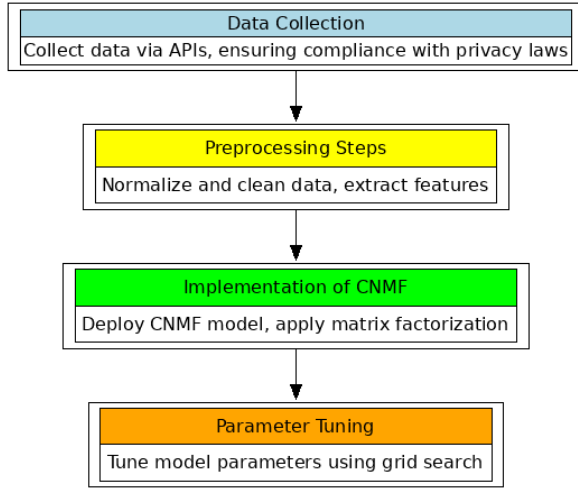 Data Collection
Collect data via APIs, ensuring compliance with privacy laws
Preprocessing Steps
Normalize and clean data, extract features
Implementation of CNMF
Deploy CNMF model, apply matrix factorization
Parameter Tuning
Tune model parameters using grid search